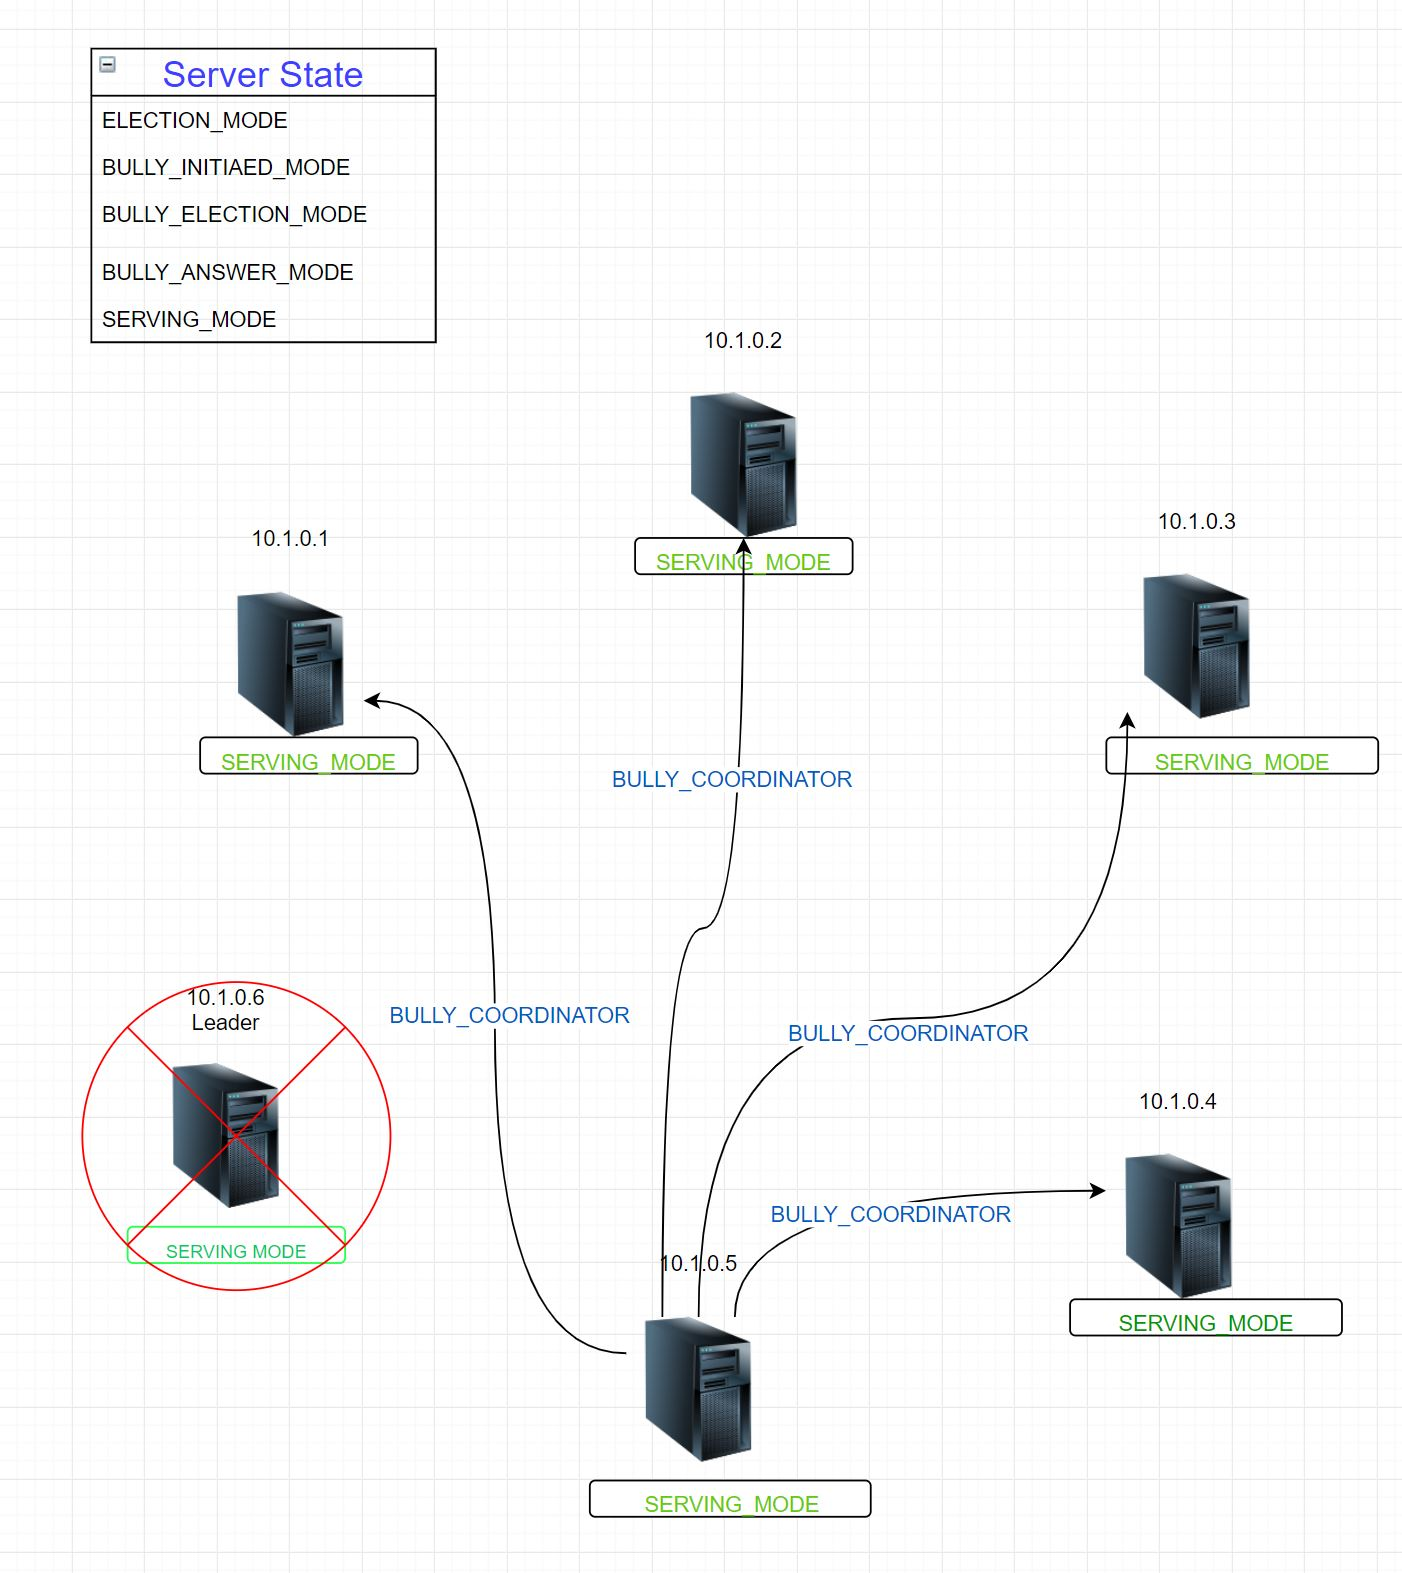 Server State
ELECTION_MODE
BULLY_INITIAED_MODE
BULLY_ELECTION_MODE
BULLY_ANSWER_MODE
SERVING_MODE
10.1.0.2
SERVING_MODE
10.1.0.1
SERVING_MODE
10.1.0.3
SERVING_MODE
BULLY_COORDINATOR
10.1.0.6
Leader
SERVING MODE
BULLY_COORDINATOR
BULLY_COORDINATOR
10.1.0.4
SERVING_MODE
BULLY_COORDINATOR
10.1.0.5
SERVING_MODE